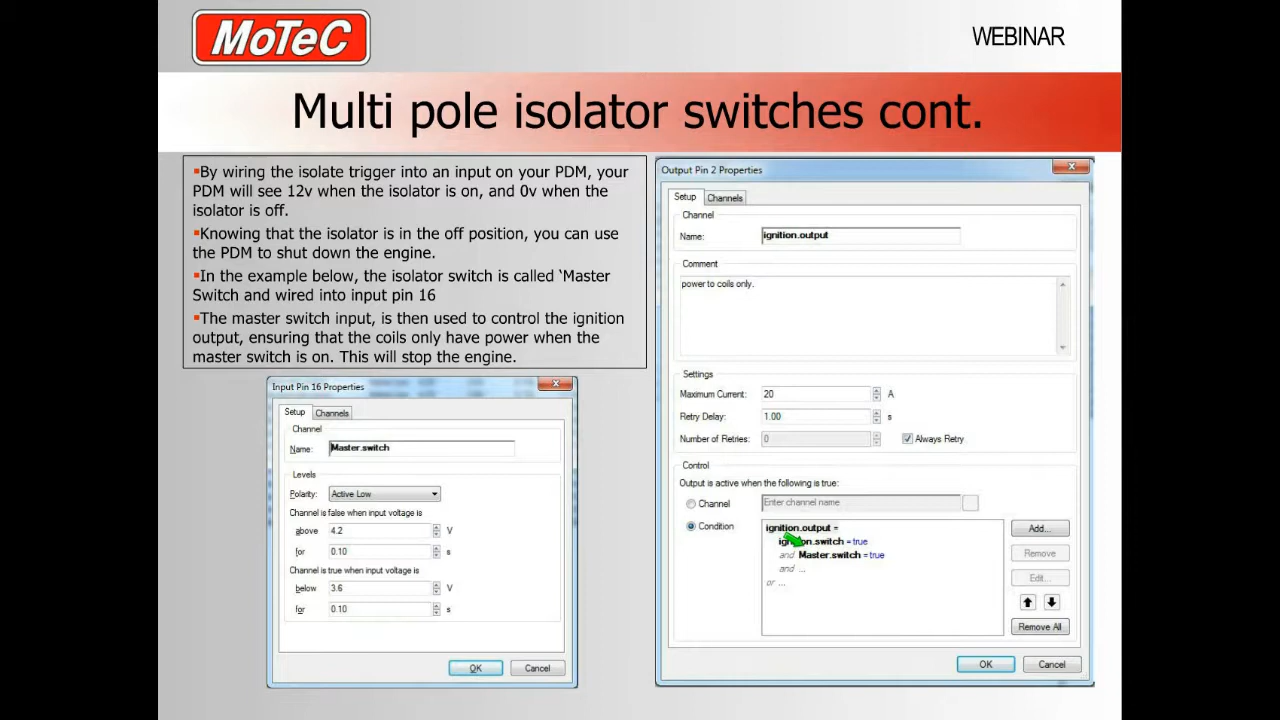 MoTeC
WEBINAR
Multi pole isolator switches cont.
▪By wiring the isolate trigger into an input on your PDM, your
PDM will see 12v when the isolator is on, and 0v when the
isolator is off.
▪Knowing that the isolator is in the off position, you can use
the PDM to shut down the engine.
▪In the example below, the isolator switch is called ‘Master
Switch and wired into input pin 16
▪The master switch input, is then used to control the ignition
output, ensuring that the coils only have power when the
master switch is on. This will stop the engine.
Input Pin 16 Properties
Setup Channels
Channel
Name: Master.switch
Levels
Polarity: Active Low
Channel is false when input voltage is
above 4.2 V
for 0.10 s
Channel is true when input voltage is
below 3.6 V
for 0.10 s
OK Cancel
Output Pin 2 Properties
Setup Channels
Channel
Name: ignition.output
Comment
power to coils only.
Settings
Maximum Current: 20 A
Retry Delay: 1.00 s
Number of Retries: 0 Always Retry
Control
Output is active when the following is true:
Channel Enter channel name
Condition
ignition.output =
ignition.switch = true
and Master.switch = true
and ...
or ...
Add...
Remove
Edit...
Remove All
OK Cancel